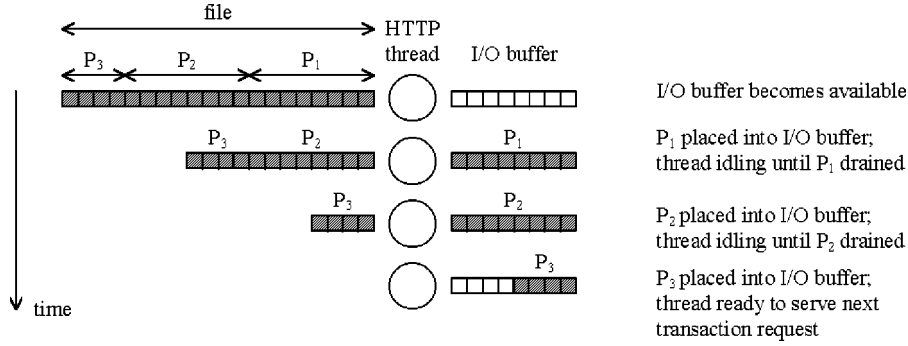 file
HTTP
thread
I/O buffer
P₃ P₂ P₁
I/O buffer becomes available
P₃ P₂ P₁
P₁ placed into I/O buffer;
thread idling until P₁ drained
P₃ P₂
P₂ placed into I/O buffer;
thread idling until P₂ drained
P₃
P₃ placed into I/O buffer;
thread ready to serve next
transaction request
time